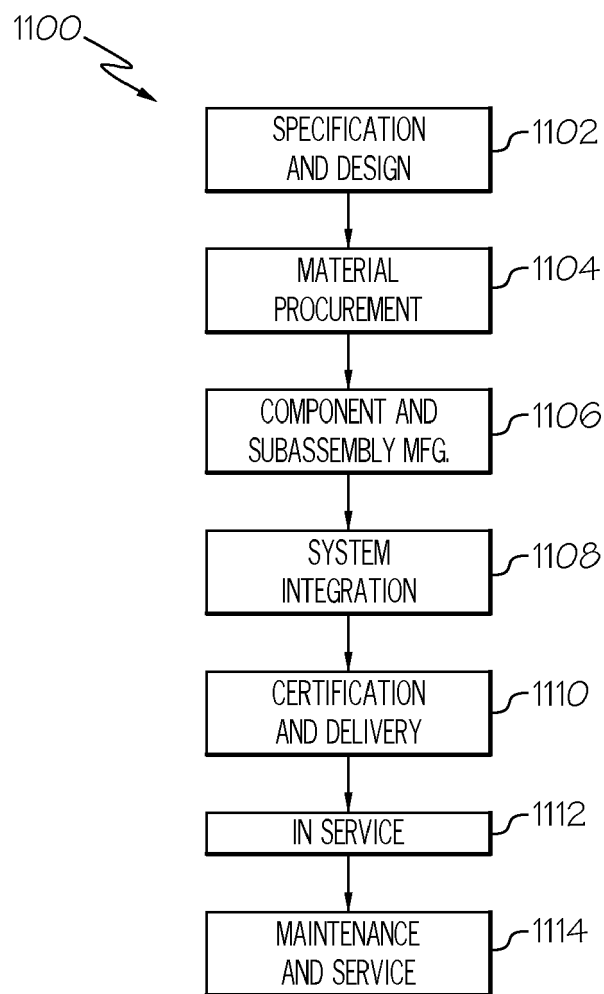 1100
SPECIFICATION
AND DESIGN
1102
MATERIAL
PROCUREMENT
1104
COMPONENT AND
SUBASSEMBLY MFG.
1106
SYSTEM
INTEGRATION
1108
CERTIFICATION
AND DELIVERY
1110
IN SERVICE
1112
MAINTENANCE
AND SERVICE
1114